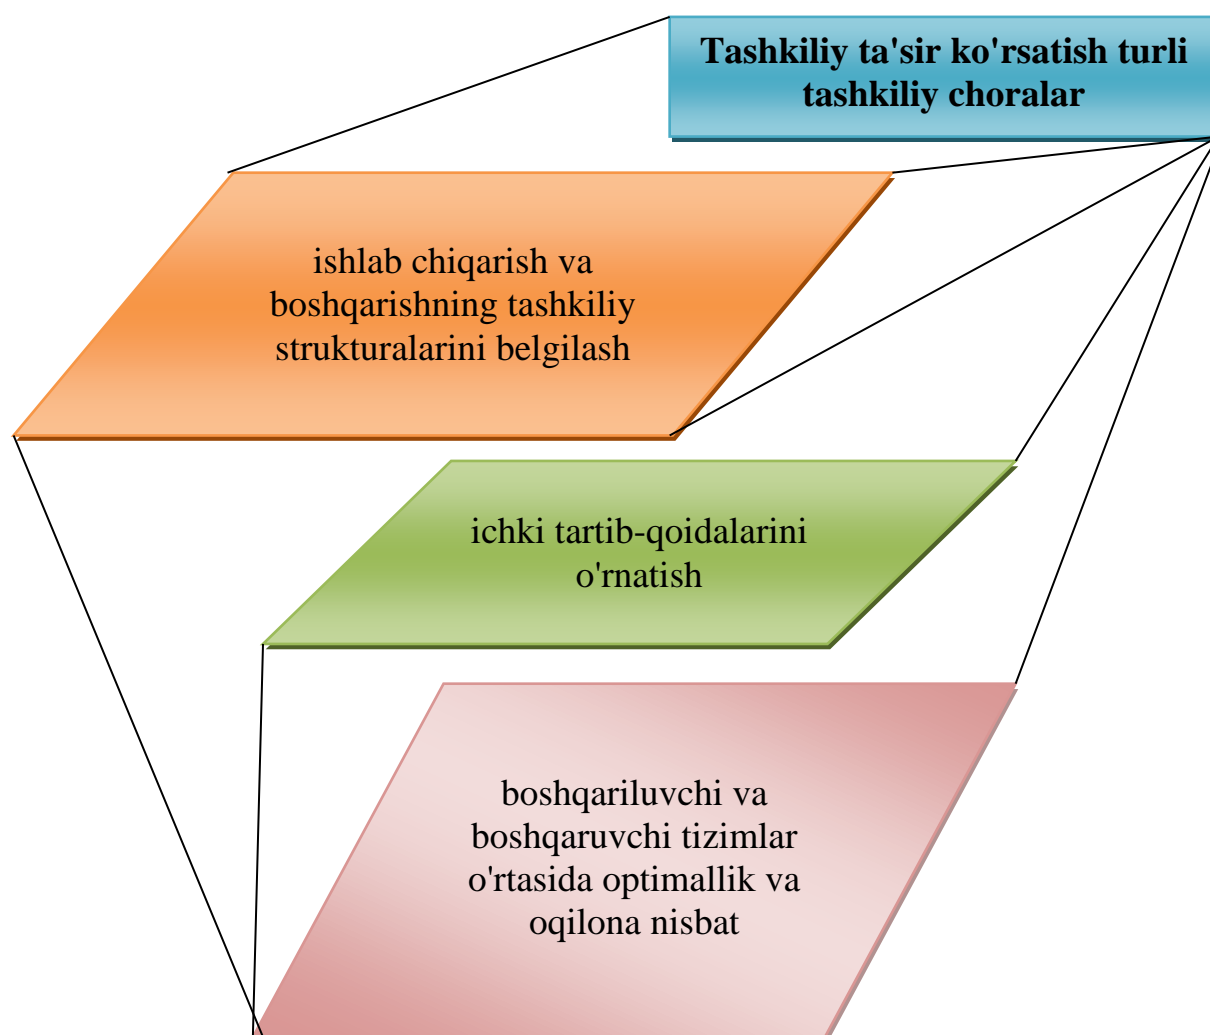 Tashkiliy ta'sir ko'rsatish turli
tashkiliy choralar
ishlab chiqarish va
boshqarishning tashkiliy
strukturalarini belgilash
ichki tartib-qoidalarini
o'rnatish
boshqariluvchi va
boshqaruvchi tizimlar
o'rtasida optimallik va
oqilona nisbat